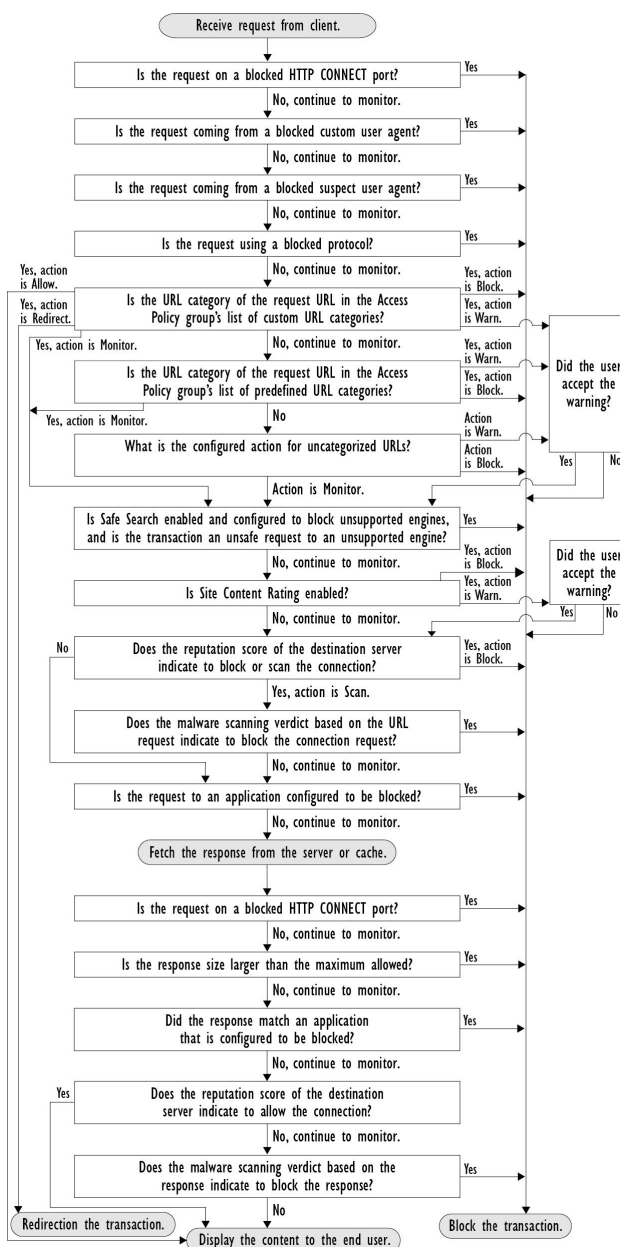 Receive request from client.
Is the request on a blocked HTTP CONNECT port?
Yes
No, continue to monitor.
Is the request coming from a blocked custom user agent?
Yes
No, continue to monitor.
Is the request coming from a blocked suspect user agent?
Yes
No, continue to monitor.
Is the request using a blocked protocol?
Yes
No, continue to monitor.
Yes, action
is Allow.
Yes, action
is Redirect.
Is the URL category of the request URL in the Access
Policy group's list of custom URL categories?
Yes, action
is Block.
Yes, action
is Warn.
Yes, action is Monitor.
No, continue to monitor.
Is the URL category of the request URL in the Access
Policy group's list of predefined URL categories?
Yes, action
is Warn.
Yes, action
is Block.
Did the user
accept the
warning?
Yes, action is Monitor.
No
What is the configured action for uncategorized URLs?
Action
is Warn.
Action
is Block.
Yes
No
Action is Monitor.
Is Safe Search enabled and configured to block unsupported engines,
and is the transaction an unsafe request to an unsupported engine?
Yes
No, continue to monitor.
Is Site Content Rating enabled?
Yes, action
is Block.
Yes, action
is Warn.
Did the user
accept the
warning?
Yes
No
No, continue to monitor.
No
Does the reputation score of the destination server
indicate to block or scan the connection?
Yes, action
is Block.
Yes, action is Scan.
Does the malware scanning verdict based on the URL
request indicate to block the connection request?
Yes
No, continue to monitor.
Is the request to an application configured to be blocked?
Yes
No, continue to monitor.
Fetch the response from the server or cache.
Is the request on a blocked HTTP CONNECT port?
Yes
No, continue to monitor.
Is the response size larger than the maximum allowed?
Yes
No, continue to monitor.
Did the response match an application
that is configured to be blocked?
Yes
No, continue to monitor.
Yes
Does the reputation score of the destination
server indicate to allow the connection?
No, continue to monitor.
Does the malware scanning verdict based on the
response indicate to block the response?
Yes
No
Redirection the transaction.
Display the content to the end user.
Block the transaction.